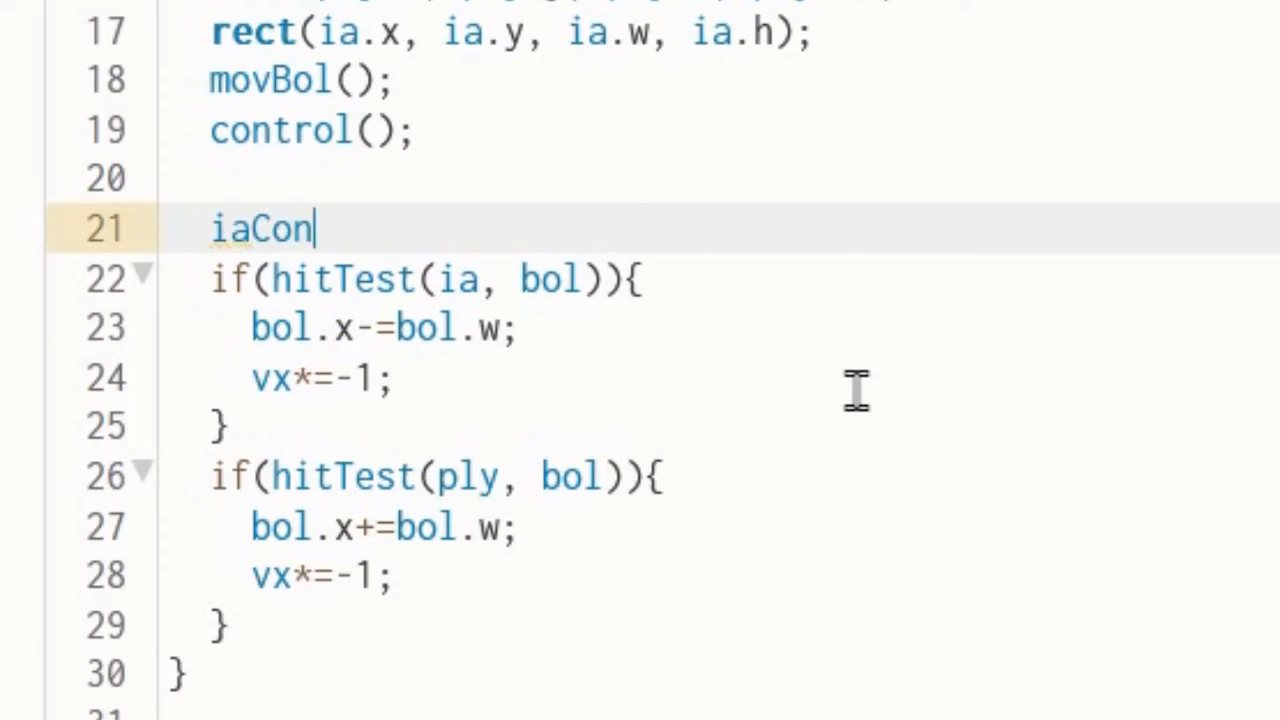 17 rect(ia.x, ia.y, ia.w, ia.h);
18 movBol();
19 control();
20
21 iaCon
22 if(hitTest(ia, bol)){
23 bol.x-=bol.w;
24 vx*=-1;
25 }
26 if(hitTest(ply, bol)){
27 bol.x+=bol.w;
28 vx*=-1;
29 }
30 }
31